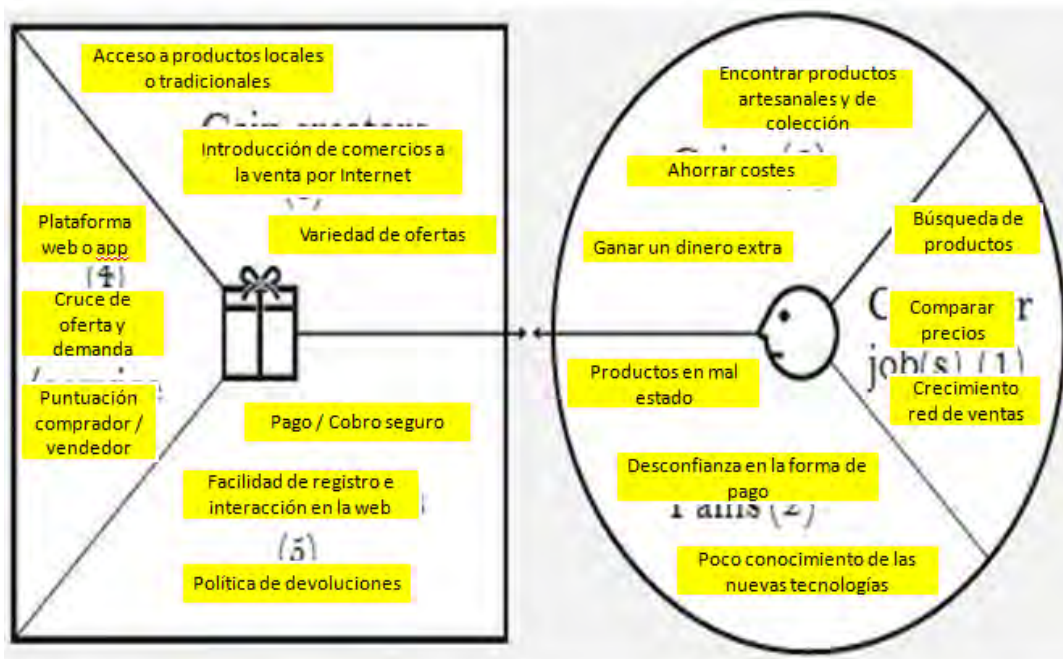 Acceso a productos locales
o tradicionales
Introducción de comercios a
la venta por Internet
Variedad de ofertas
Plataforma
web o app
(4)
Cruce de
oferta y
demanda
Puntuación
comprador /
vendedor
Pago / Cobro seguro
Facilidad de registro e
interacción en la web
(5)
Política de devoluciones
Encontrar productos
artesanales y de
colección
Ahorrar costes
Ganar un dinero extra
Búsqueda de
productos
Comparar
precios
job(s) (1)
Crecimiento
red de ventas
Productos en mal
estado
Desconfianza en la forma de
pago
Poco conocimiento de las
nuevas tecnologías